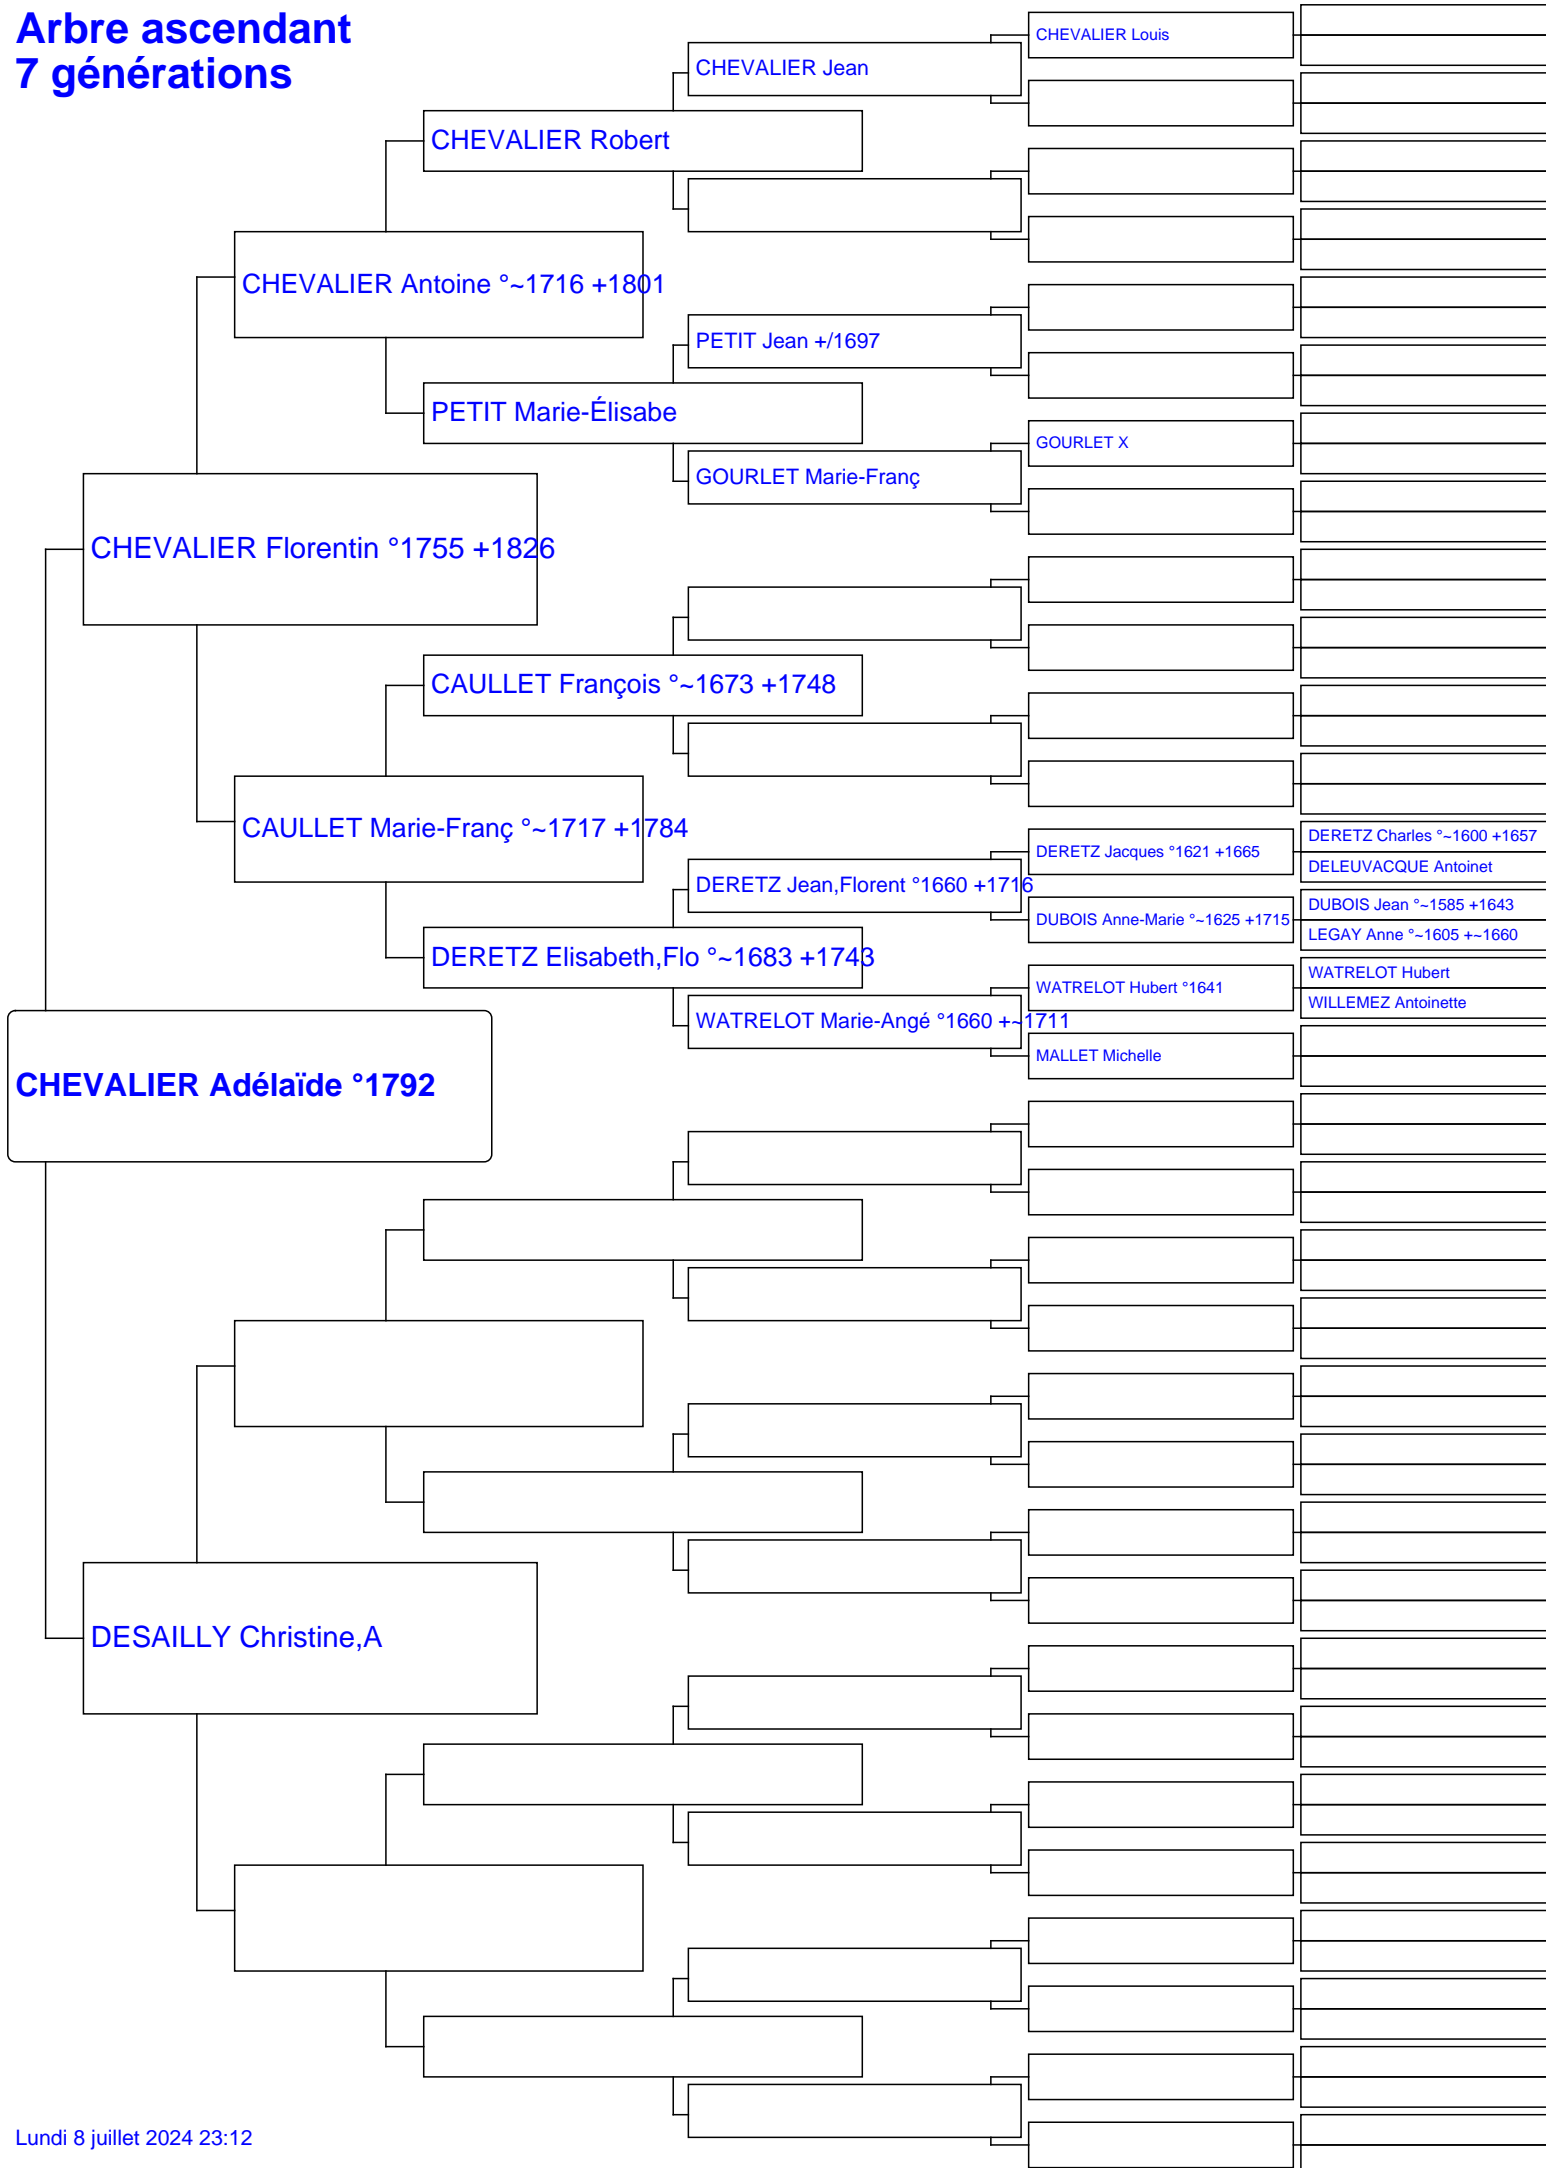 Arbre ascendant
7 générations
CHEVALIER Louis
CHEVALIER Jean
CHEVALIER Robert
CHEVALIER Antoine °~1716 +1801
PETIT Jean +/1697
PETIT Marie-Élisabe
GOURLET X
GOURLET Marie-Franç
CHEVALIER Florentin °1755 +1826
CAULLET François °~1673 +1748
CAULLET Marie-Franç °~1717 +1784
DERETZ Charles °~1600 +1657
DERETZ Jacques °1621 +1665
DELEUVACQUE Antoinet
DERETZ Jean,Florent °1660 +1716
DUBOIS Jean °~1585 +1643
DUBOIS Anne-Marie °~1625 +1715
LEGAY Anne °~1605 +~1660
DERETZ Elisabeth,Flo °~1683 +1743
WATRELOT Hubert
WATRELOT Hubert °1641
WILLEMEZ Antoinette
WATRELOT Marie-Angé °1660 +~1711
MALLET Michelle
CHEVALIER Adélaïde °1792
DESAILLY Christine,A
Lundi 8 juillet 2024 23:12